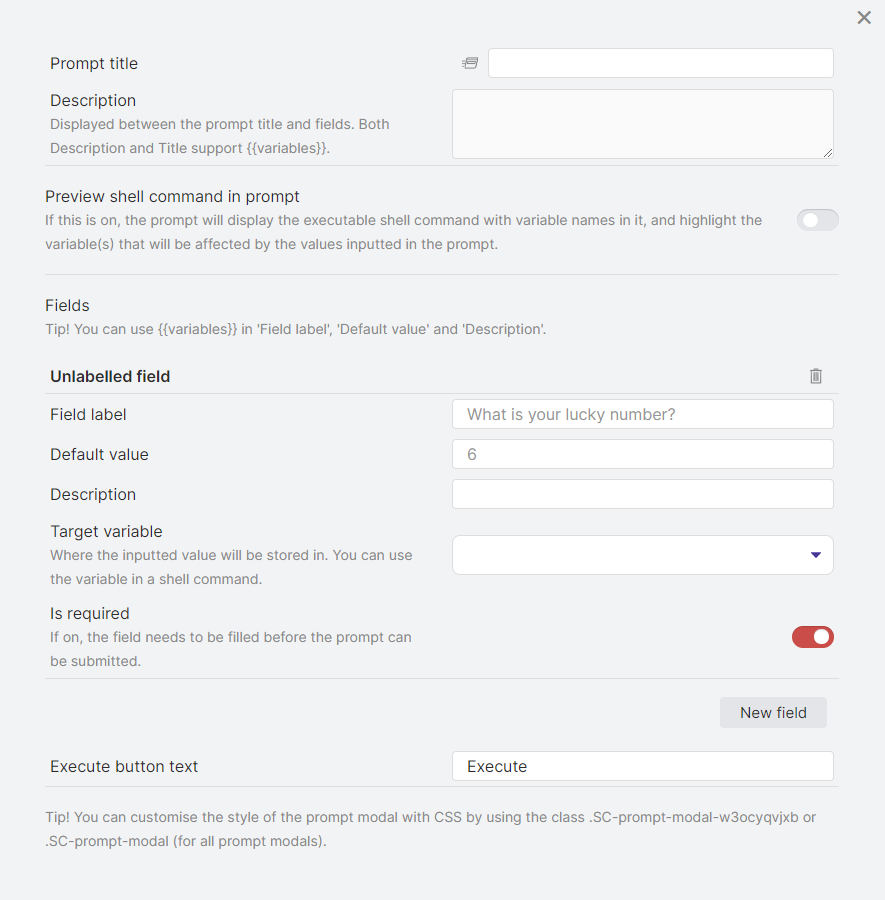 Prompt title
Description
Displayed between the prompt title and fields. Both
Description and Title support {{variables}}.
Preview shell command in prompt
If this is on, the prompt will display the executable shell command with variable names in it, and highlight the
variable(s) that will be affected by the values inputted in the prompt.
Fields
Tip! You can use {{variables}} in 'Field label', 'Default value' and 'Description'.
Unlabelled field
Field label
What is your lucky number?
Default value
6
Description
Target variable
Where the inputted value will be stored in. You can use
the variable in a shell command.
Is required
If on, the field needs to be filled before the prompt can
be submitted.
New field
Execute button text
Execute
Tip! You can customise the style of the prompt modal with CSS by using the class .SC-prompt-modal-w3ocyqvjxb or
.SC-prompt-modal (for all prompt modals).